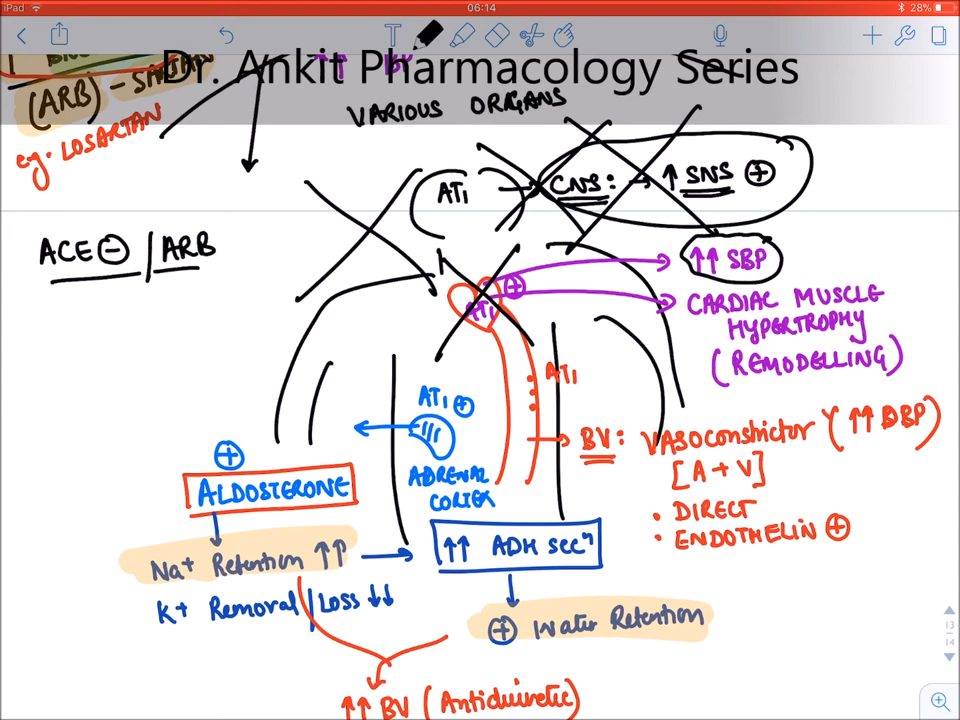 iPad 06:14 28%
Dr. Ankit Pharmacology Series
(ARB) - SARTAN
e.g. LOSARTAN
VARIOUS ORGANS
AT1 → CNS: → ↑ SNS ⊕
ACE ⊖ / ARB
↑↑ SBP
⊕
AT1
CARDIAC MUSCLE
HYPERTROPHY
(REMODELLING)
AT1
AT1 ⊕
BV: VASOCONSTRICTOR (↑↑ DBP)
[A + V]
• DIRECT
• ENDOTHELIN ⊕
ADRENAL
CORTEX
⊕
ALDOSTERONE
Na+ Retention ↑↑ → ↑↑ ADH secⁿ
K+ Removal / Loss ↓↓
⊕ Water Retention
↑↑ BV (Antidiuretic)
13
14